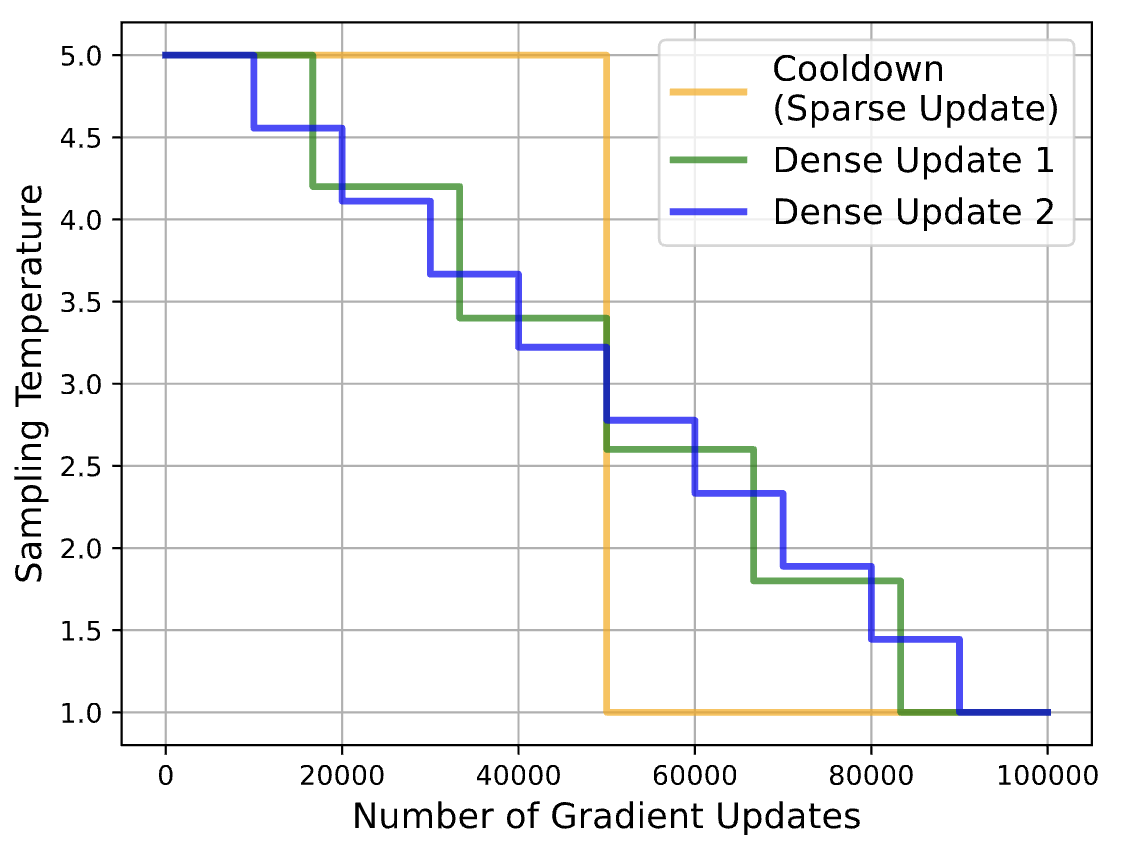 5.0
4.5
4.0
3.5
3.0
2.5
2.0
1.5
1.0
Sampling Temperature
Cooldown
(Sparse Update)
Dense Update 1
Dense Update 2
0 20000 40000 60000 80000 100000
Number of Gradient Updates